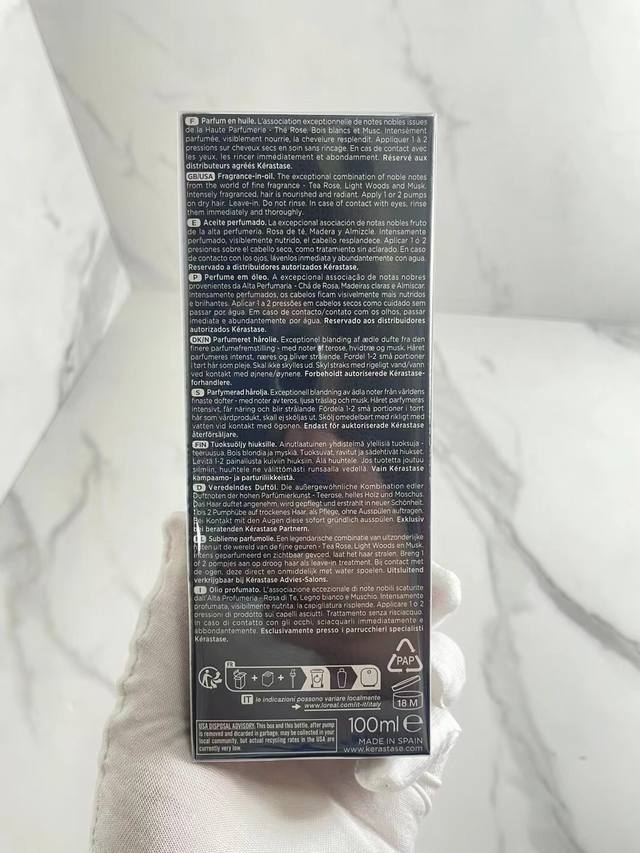 F Parfum en huile. L'association exceptionnelle de notes nobles issues
de la Haute Parfumerie - Thé Rose, Bois blancs et Musc. Intensément
parfumée, visiblement nourrie, la chevelure resplendit. Appliquer 1 à 2
pressions sur cheveux secs en soin sans rinçage. En cas de contact avec
les yeux, les rincer immédiatement et abondamment. Réservé aux
distributeurs agréés Kérastase.
GB/USA Fragrance-in-oil. The exceptional combination of noble notes
from the world of fine fragrance - Tea Rose, Light Woods and Musk.
Intensely fragranced, hair is nourished and radiant. Apply 1 or 2 pumps
on dry hair. Leave-in. Do not rinse. In case of contact with eyes, rinse
them immediately and thoroughly.
E Aceite perfumado. La excepcional asociación de notas nobles fruto
de la alta perfumería. Rosa de té, Madera y Almizcle. Intensamente
perfumado, visiblemente nutrido, el cabello resplandece. Aplicar 1 ó 2
presiones sobre el cabello seco, como tratamiento sin aclarado. En caso
de contacto con los ojos, lávenlos inmediata y abundantemente con agua.
Reservado a distribuidores autorizados Kérastase.
P Perfume em óleo. A excepcional associação de notas nobres
provenientes da Alta Perfumaria - Chá de Rosa, Madeiras claras e Almíscar.
Intensamente perfumados, os cabelos ficam visivelmente mais nutridos
e brilhantes. Aplicar 1 a 2 pressões em cabelos secos como cuidado sem
passar por água. Em caso de contacto/contato com os olhos, passar
imediata e abundantemente por água. Reservado aos distribuidores
autorizados Kérastase.
DK/N Parfumeret hårolie. Exceptionel blanding af ædle dufte fra den
finere parfumefremstilling - med noter af terose, hvidtræ og musk. Håret
parfumeres intenst, næres og bliver strålende. Fordel 1-2 små portioner
i tørt hår som pleje. Skal ikke skylles ud. Skyl straks med rigeligt vand/vann
ved kontakt med øjnene/øynene. Forbeholdt autoriserede Kérastase-
forhandlere.
S Parfymerad hårolja. Exceptionell blandning av ädla noter från världens
finaste dofter - med noter av teros, ljusa träslag och musk. Håret parfymeras
intensivt, får näring och blir strålande. Fördela 1-2 små portioner i torrt
hår som vårdprodukt, skall ej sköljas ut. Skölj omedelbart med rikligt med
vatten vid kontakt med ögonen. Endast för auktoriserade Kérastase
återförsäljare.
FIN Tuoksuöljy hiuksille. Ainutlaatuinen yhdistelmä ylellisiä tuoksuja -
teeruusua, Bois blondia ja myskiä. Tuoksuvat, ravitut ja sädehtivät hiukset.
Levitä 1-2 painallusta kuiviin hiuksiin. Älä huuhtele. Jos tuotetta joutuu
silmiin, huuhtele ne välittömästi runsaalla vedellä. Vain Kérastase
kampaamo- ja parturiliikkeistä.
D Veredelndes Duftöl. Die außergewöhnliche Kombination edler
Duftnoten der hohen Parfümierkunst - Teerose, helles Holz und Moschus.
Das Haar duftet angenehm, wird gepflegt und erstrahlt in neuer Schönheit.
1 bis 2 Pumphübe auf trockenes Haar, als Pflege, ohne Ausspülen auftragen.
Bei Kontakt mit den Augen diese sofort gründlich ausspülen. Exklusiv
bei beratenden Kérastase Partnern.
NL Sublieme parfumolie. Een legendarische combinatie van uitzonderlijke
noten uit de wereld van de fijne geuren - Tea Rose, Light Woods en Musk.
Intens geparfumeerd en zichtbaar gevoed, laat het haar stralen. Breng 1
of 2 pompjes aan op droog haar als leave-in treatment. Bij contact met
de ogen, deze direct en onmiddellijk met water spoelen. Uitsluitend
verkrijgbaar bij Kérastase Advies-Salons.
I Olio profumato. L'associazione eccezionale di note nobili scaturite
dall'Alta Profumeria - Rosa di Te, Legno bianco e Muschio. Intensamente
profumata, visibilmente nutrita, la capigliatura risplende. Applicare 1 o 2
pressioni di prodotto sui capelli asciutti. Trattamento senza risciacquo.
In caso di contatto con gli occhi, sciacquarli immediatamente e
abbondantemente. Esclusivamente presso i parrucchieri specialisti
Kérastase.
FR
PAP
IT le indicazioni possono variare localmente
www.loreal.com/it-it/italy
18 M
USA DISPOSAL ADVISORY. This box and this bottle, after pump
is removed and dicarded in garbage, may be collected in your
local community, but actual recycling rates in the USA are
currently very low.
100ml e
MADE IN SPAIN
www.kerastase.com